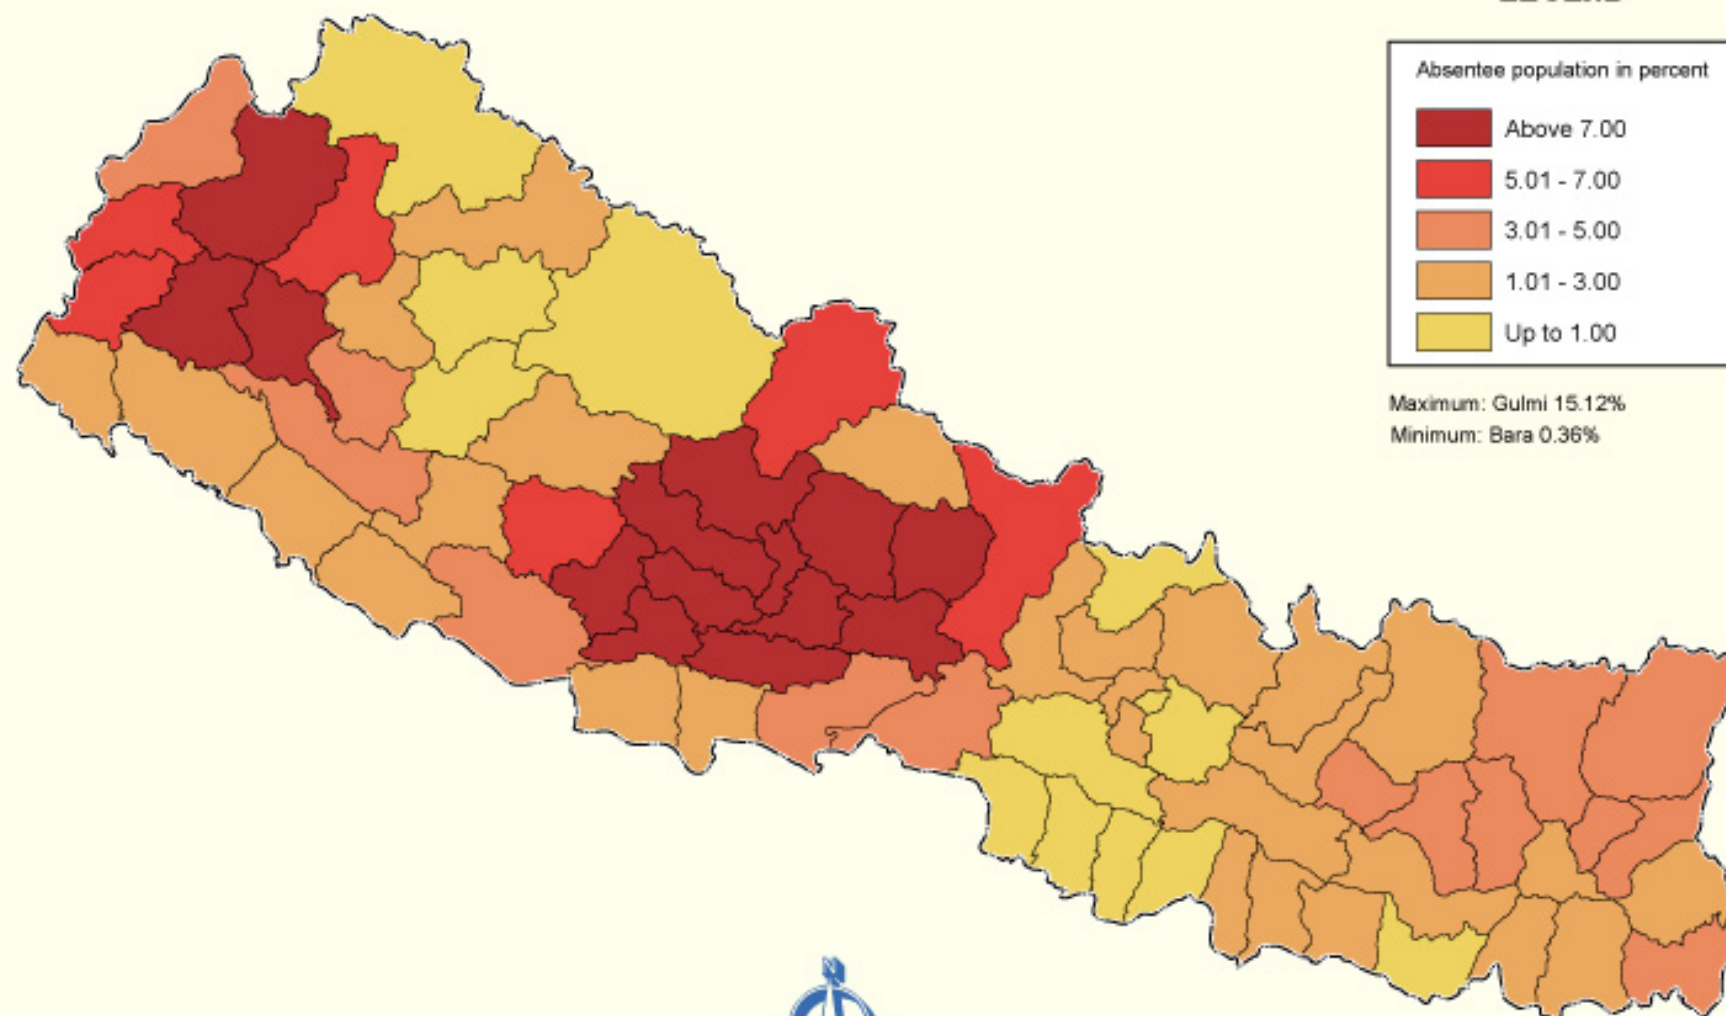 Absentee population in percent
Above 7.00
5.01 - 7.00
3.01 - 5.00
1.01 - 3.00
Up to 1.00
Maximum: Gulmi 15.12%
Minimum: Bara 0.36%
N